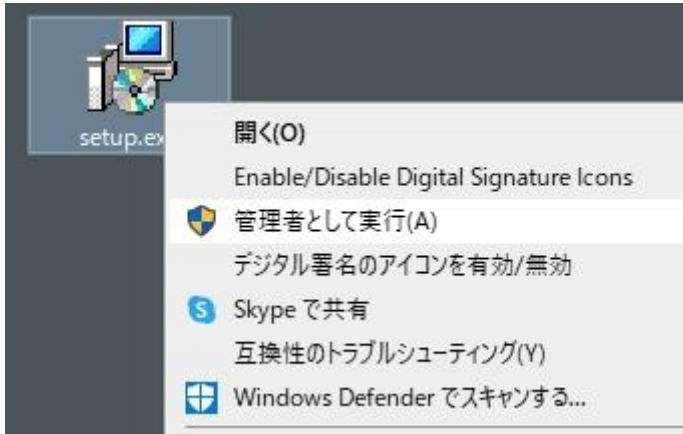 setup.ex
開く(O)
Enable/Disable Digital Signature Icons
管理者として実行(A)
デジタル署名のアイコンを有効/無効
Skype で共有
互換性のトラブルシューティング(Y)
Windows Defender でスキャンする...